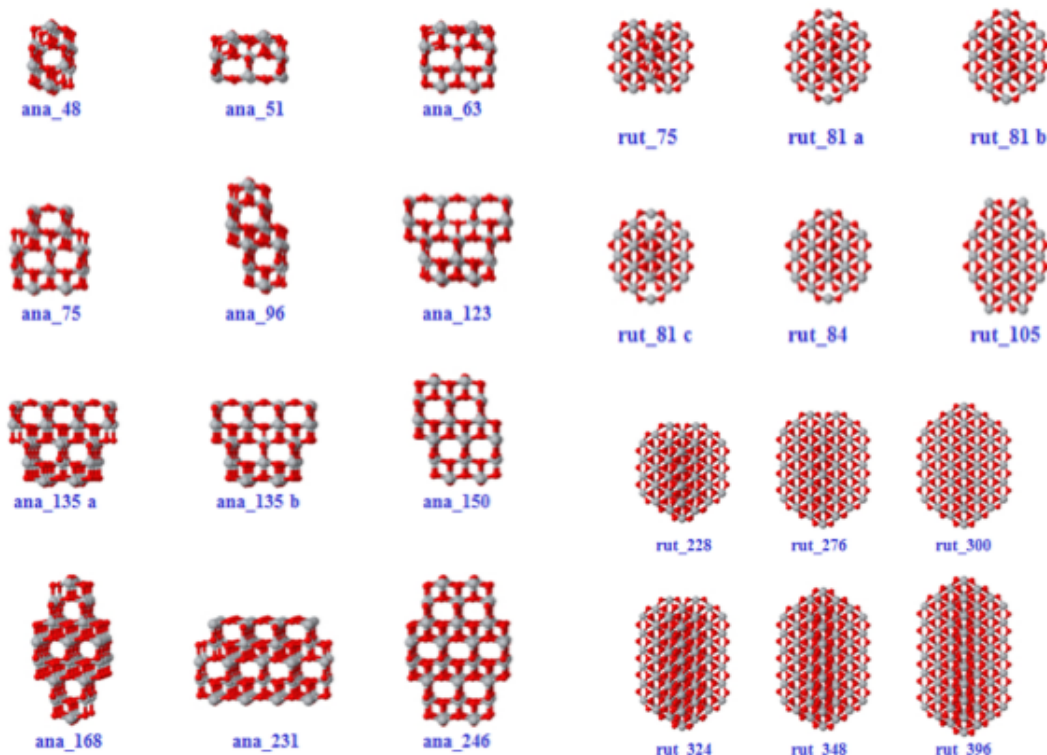 ana_48
ana_51
ana_63
rut_75
rut_81 a
rut_81 b
ana_75
ana_96
ana_123
rut_81 c
rut_84
rut_105
ana_135 a
ana_135 b
ana_150
rut_228
rut_276
rut_300
ana_168
ana_231
ana_246
rut_324
rut_348
rut_396